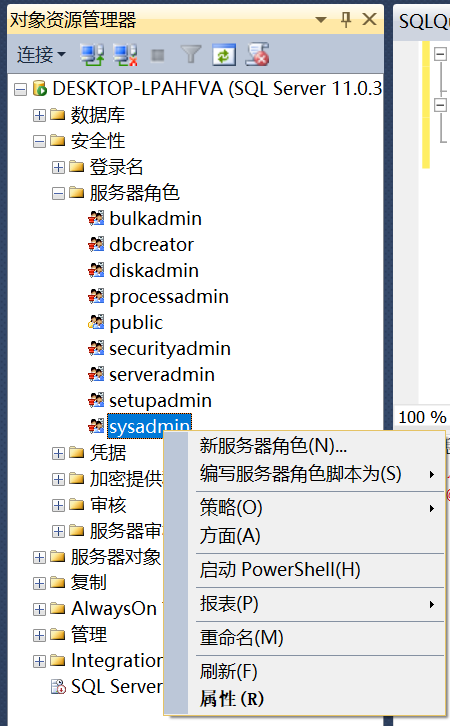 对象资源管理器
SQLQ
连接
DESKTOP-LPAHFVA (SQL Server 11.0.3
数据库
安全性
登录名
服务器角色
bulkadmin
dbcreator
diskadmin
processadmin
public
securityadmin
serveradmin
setupadmin
sysadmin
100 %
凭据
加密提供
审核
服务器审
服务器对象
复制
AlwaysOn
管理
Integration
SQL Server
新服务器角色(N)...
编写服务器角色脚本为(S)
策略(O)
方面(A)
启动 PowerShell(H)
报表(P)
重命名(M)
刷新(F)
属性(R)